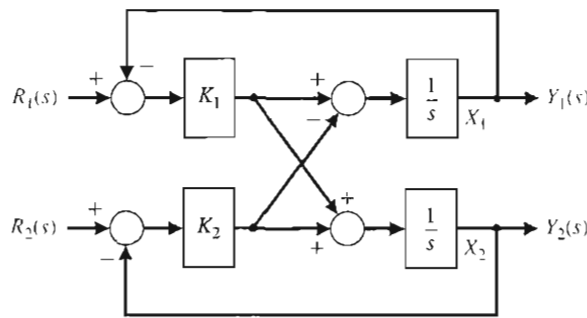 −
+ R₁(s) K₁ + − 1/s X₁ Y₁(s)
+
R₂(s) + − K₂ + 1/s X₂ Y₂(s)